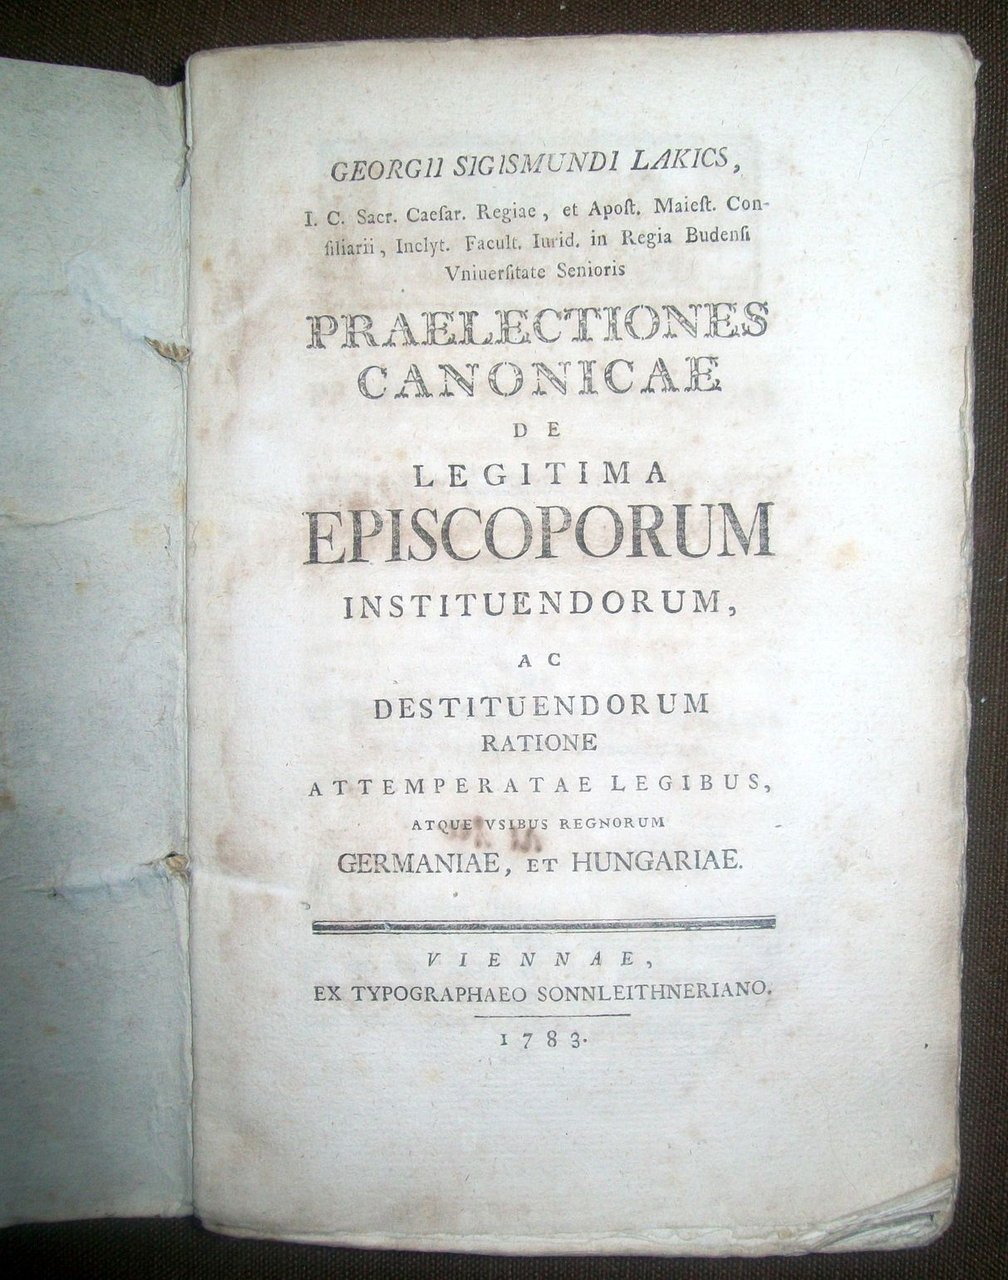 GEORGII SIGISMUNDI LAKICS,
I. C. Sacr. Caeſar. Regiae, et Apoſt. Maieſt. Con-
ſiliarii, Inclyt. Facult. Iurid. in Regia Budenſi
Vniuerſitate Senioris
PRAELECTIONES
CANONICAE
DE
LEGITIMA
EPISCOPORUM
INSTITUENDORUM,
AC
DESTITUENDORUM
RATIONE
ATTEMPERATAE LEGIBUS,
ATQUE VSIBUS REGNORUM
GERMANIAE, ET HUNGARIAE.
VIENNAE,
EX TYPOGRAPHAEO SONNLEITHNERIANO.
1783.